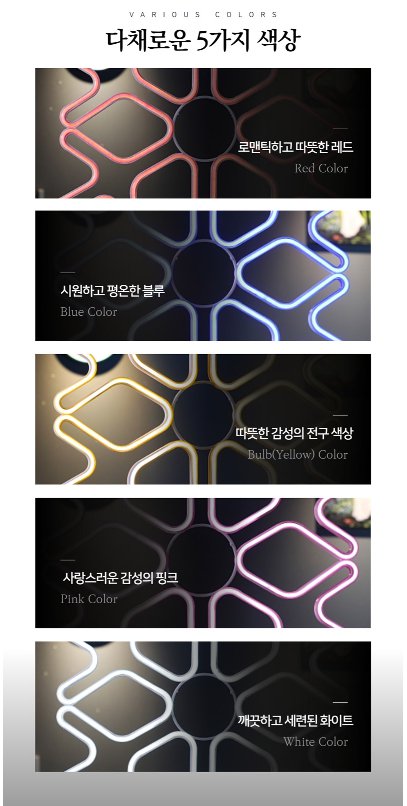 VARIOUS COLORS
다채로운 5가지 색상
로맨틱하고 따뜻한 레드
Red Color
시원하고 평온한 블루
Blue Color
따뜻한 감성의 전구 색상
Bulb(Yellow) Color
사랑스러운 감성의 핑크
Pink Color
깨끗하고 세련된 화이트
White Color